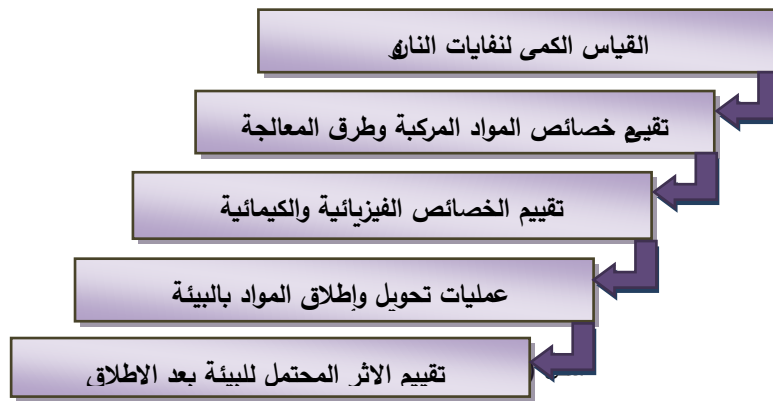 القياس الكمى لنفايات النانو
تقييم خصائص المواد المركبة وطرق المعالجة
تقييم الخصائص الفيزيائية والكيمائية
عمليات تحويل وإطلاق المواد بالبيئة
تقييم الاثر المحتمل للبيئة بعد الاطلاق